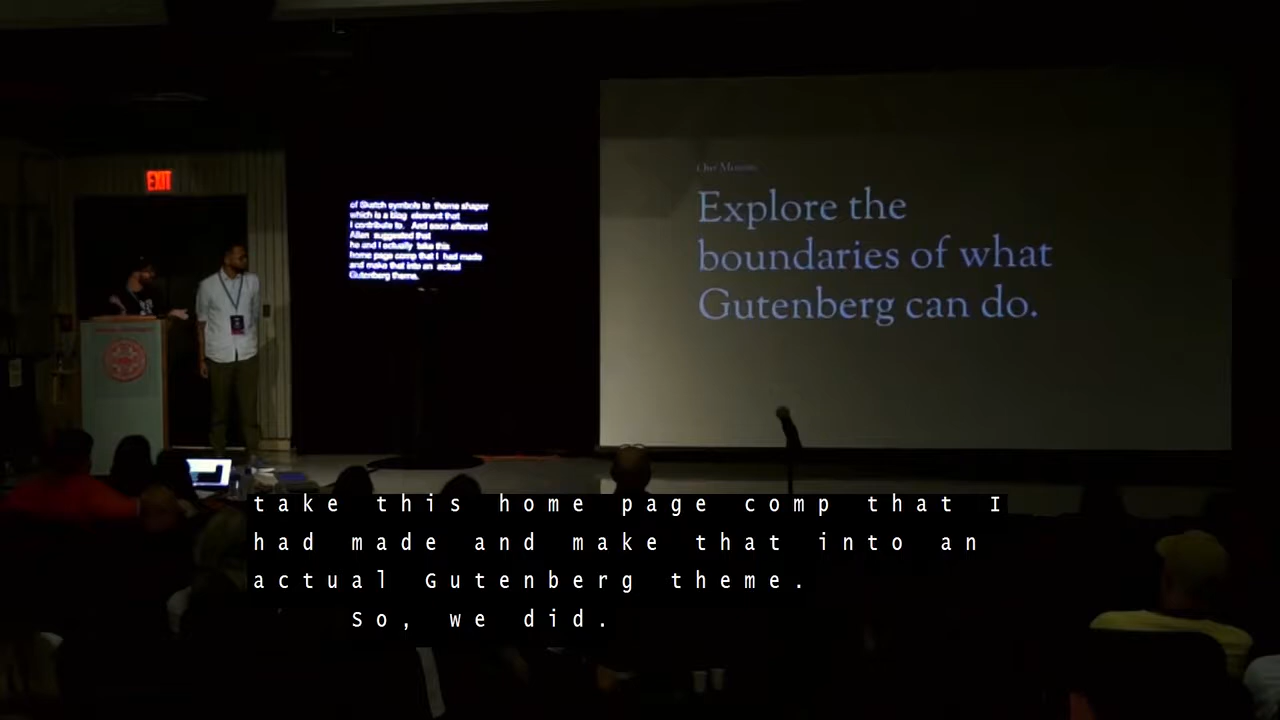 EXIT
of Sketch symbols to theme shaper
which is a blog element that
I contribute to. And soon afterward
Allan suggested that
he and I actually take this
home page comp that I had made
and make that into an actual
Gutenberg theme.
Our Mission
Explore the
boundaries of what
Gutenberg can do.
take this home page comp that I
had made and make that into an
actual Gutenberg theme.
So, we did.